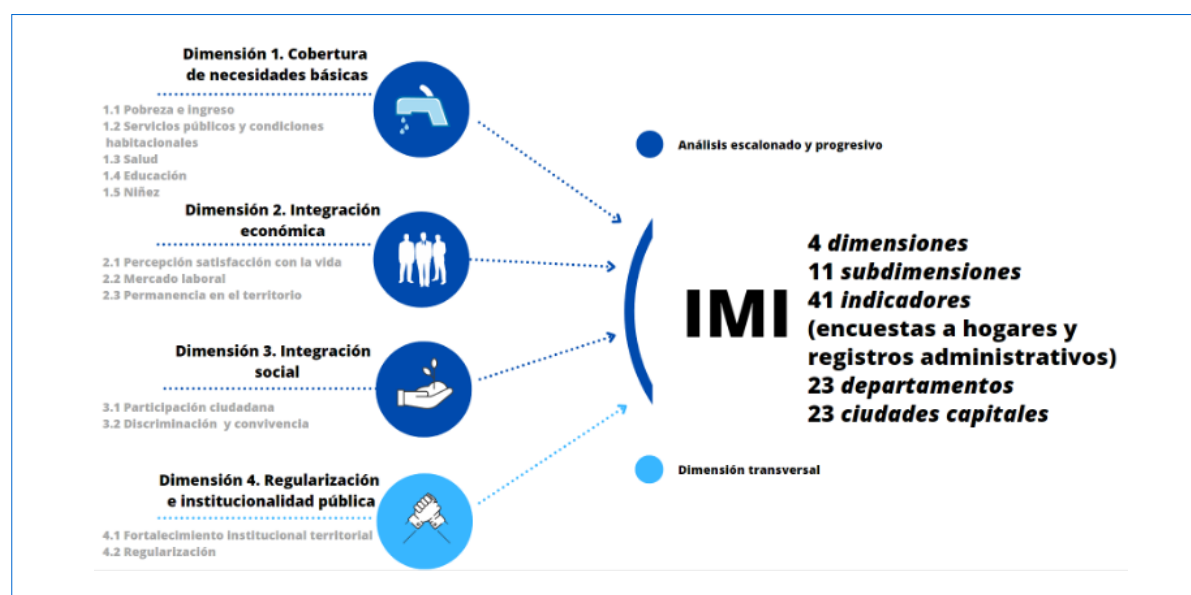 Dimensión 1. Cobertura
de necesidades básicas
1.1 Pobreza e ingreso
1.2 Servicios públicos y condiciones
habitacionales
1.3 Salud
1.4 Educación
1.5 Niñez
Dimensión 2. Integración
económica
2.1 Percepción satisfacción con la vida
2.2 Mercado laboral
2.3 Permanencia en el territorio
Dimensión 3. Integración
social
3.1 Participación ciudadana
3.2 Discriminación y convivencia
Dimensión 4. Regularización
e institucionalidad pública
4.1 Fortalecimiento institucional territorial
4.2 Regularización
Análisis escalonado y progresivo
IMI
4 dimensiones
11 subdimensiones
41 indicadores
(encuestas a hogares y
registros administrativos)
23 departamentos
23 ciudades capitales
Dimensión transversal